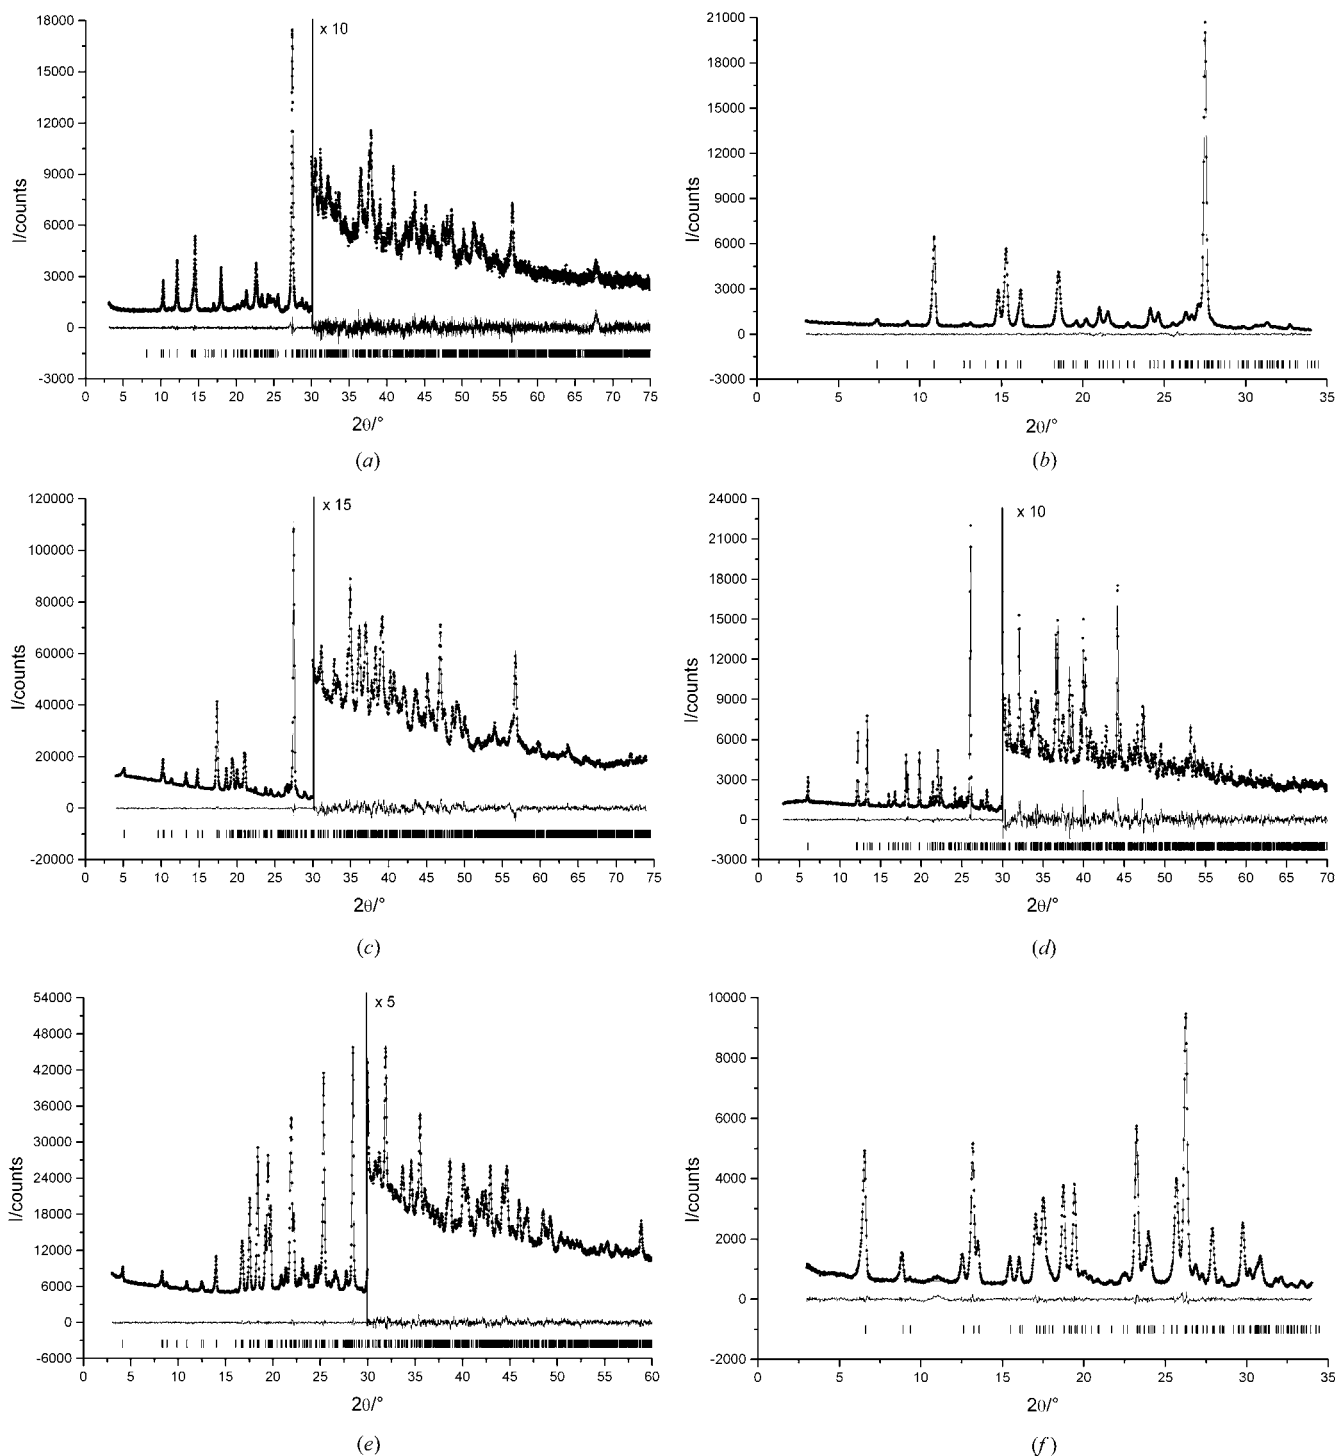 18000
15000
12000
9000
6000
3000
0
-3000
I/counts
x 10
0 5 10 15 20 25 30 35 40 45 50 55 60 65 70 75
2θ/°
(a)
21000
18000
15000
12000
9000
6000
3000
0
-3000
I/counts
0 5 10 15 20 25 30 35
2θ/°
(b)
120000
100000
80000
60000
40000
20000
0
-20000
I/counts
x 15
0 5 10 15 20 25 30 35 40 45 50 55 60 65 70 75
2θ/°
(c)
24000
21000
18000
15000
12000
9000
6000
3000
0
-3000
I/counts
x 10
0 5 10 15 20 25 30 35 40 45 50 55 60 65 70
2θ/°
(d)
54000
48000
42000
36000
30000
24000
18000
12000
6000
0
-6000
I/counts
x 5
0 5 10 15 20 25 30 35 40 45 50 55 60
2θ/°
(e)
10000
8000
6000
4000
2000
0
-2000
I/counts
0 5 10 15 20 25 30 35
2θ/°
(f)